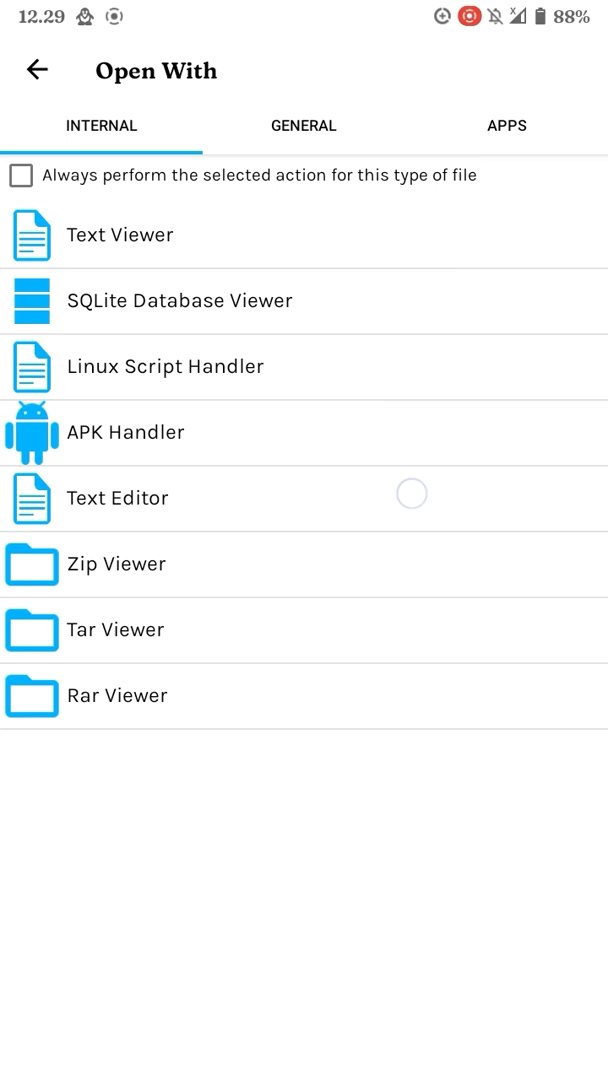 12.29
88%
Open With
INTERNAL GENERAL APPS
Always perform the selected action for this type of file
Text Viewer
SQLite Database Viewer
Linux Script Handler
APK Handler
Text Editor
Zip Viewer
Tar Viewer
Rar Viewer